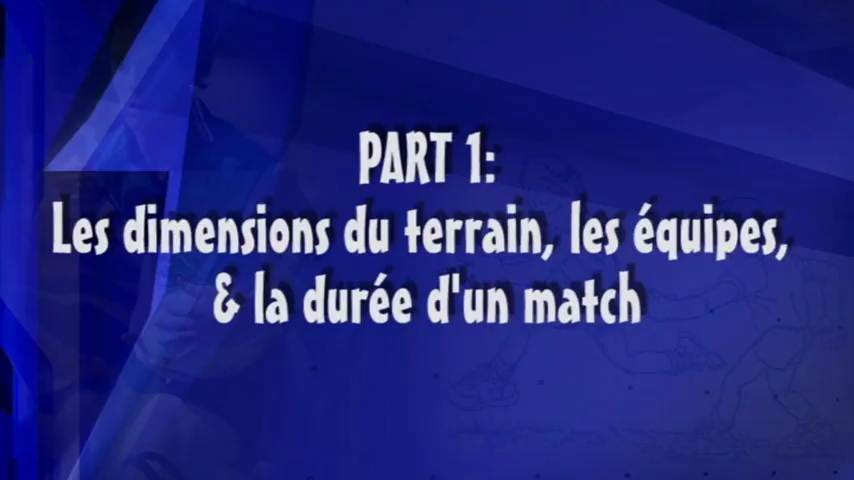 PART 1:
Les dimensions du terrain, les équipes,
& la durée d'un match